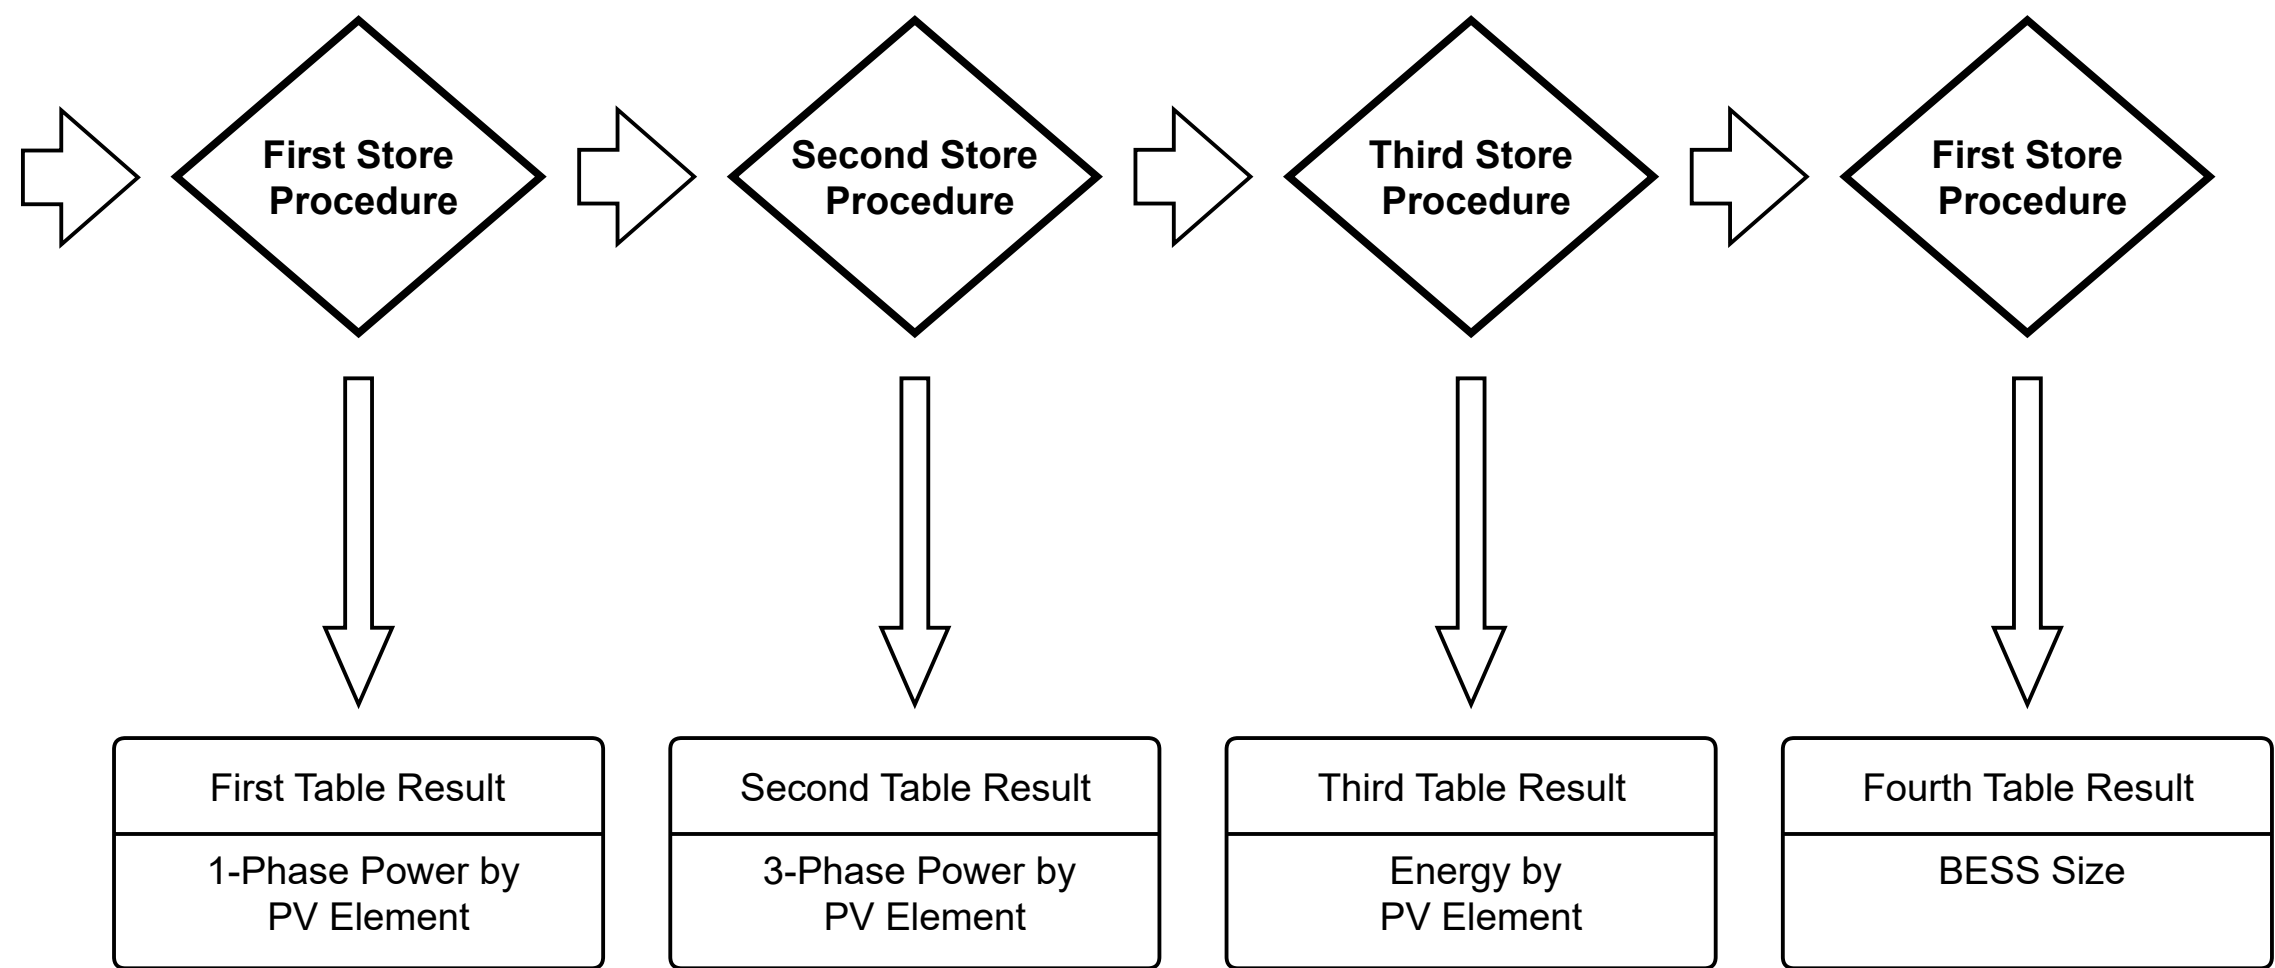 First Store
Procedure
Second Store
Procedure
Third Store
Procedure
First Store
Procedure
First Table Result
1-Phase Power by
PV Element
Second Table Result
3-Phase Power by
PV Element
Third Table Result
Energy by
PV Element
Fourth Table Result
BESS Size